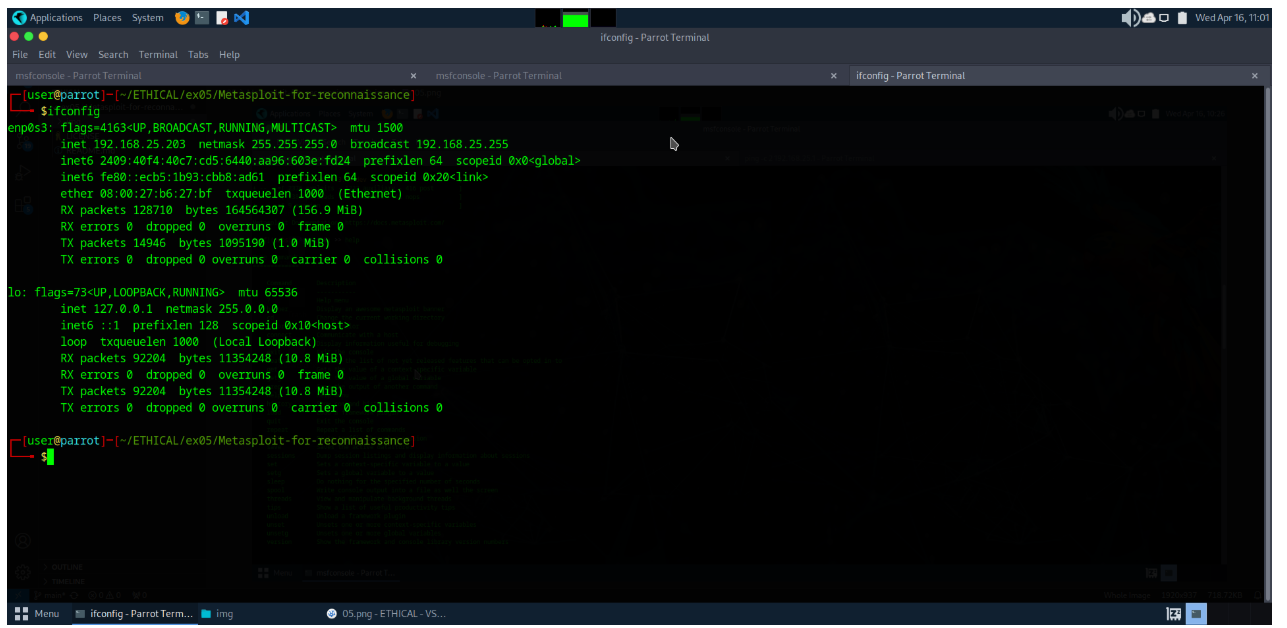 Applications Places System Wed Apr 16, 11:01
ifconfig - Parrot Terminal
File Edit View Search Terminal Tabs Help
msfconsole - Parrot Terminal × msfconsole - Parrot Terminal × ifconfig - Parrot Terminal ×
┌─[user@parrot]─[~/ETHICAL/ex05/Metasploit-for-reconnaissance]
└──╼ $ifconfig
enp0s3: flags=4163<UP,BROADCAST,RUNNING,MULTICAST>  mtu 1500
        inet 192.168.25.203  netmask 255.255.255.0  broadcast 192.168.25.255
        inet6 2409:40f4:40c7:cd5:6440:aa96:603e:fd24  prefixlen 64  scopeid 0x0<global>
        inet6 fe80::ecb5:1b93:cbb8:ad61  prefixlen 64  scopeid 0x20<link>
        ether 08:00:27:b6:27:bf  txqueuelen 1000  (Ethernet)
        RX packets 128710  bytes 164564307 (156.9 MiB)
        RX errors 0  dropped 0  overruns 0  frame 0
        TX packets 14946  bytes 1095190 (1.0 MiB)
        TX errors 0  dropped 0 overruns 0  carrier 0  collisions 0
lo: flags=73<UP,LOOPBACK,RUNNING>  mtu 65536
        inet 127.0.0.1  netmask 255.0.0.0
        inet6 ::1  prefixlen 128  scopeid 0x10<host>
        loop  txqueuelen 1000  (Local Loopback)
        RX packets 92204  bytes 11354248 (10.8 MiB)
        RX errors 0  dropped 0  overruns 0  frame 0
        TX packets 92204  bytes 11354248 (10.8 MiB)
        TX errors 0  dropped 0 overruns 0  carrier 0  collisions 0
┌─[user@parrot]─[~/ETHICAL/ex05/Metasploit-for-reconnaissance]
└──╼ $
Menu ifconfig - Parrot Term... img 05.png - ETHICAL - VS...